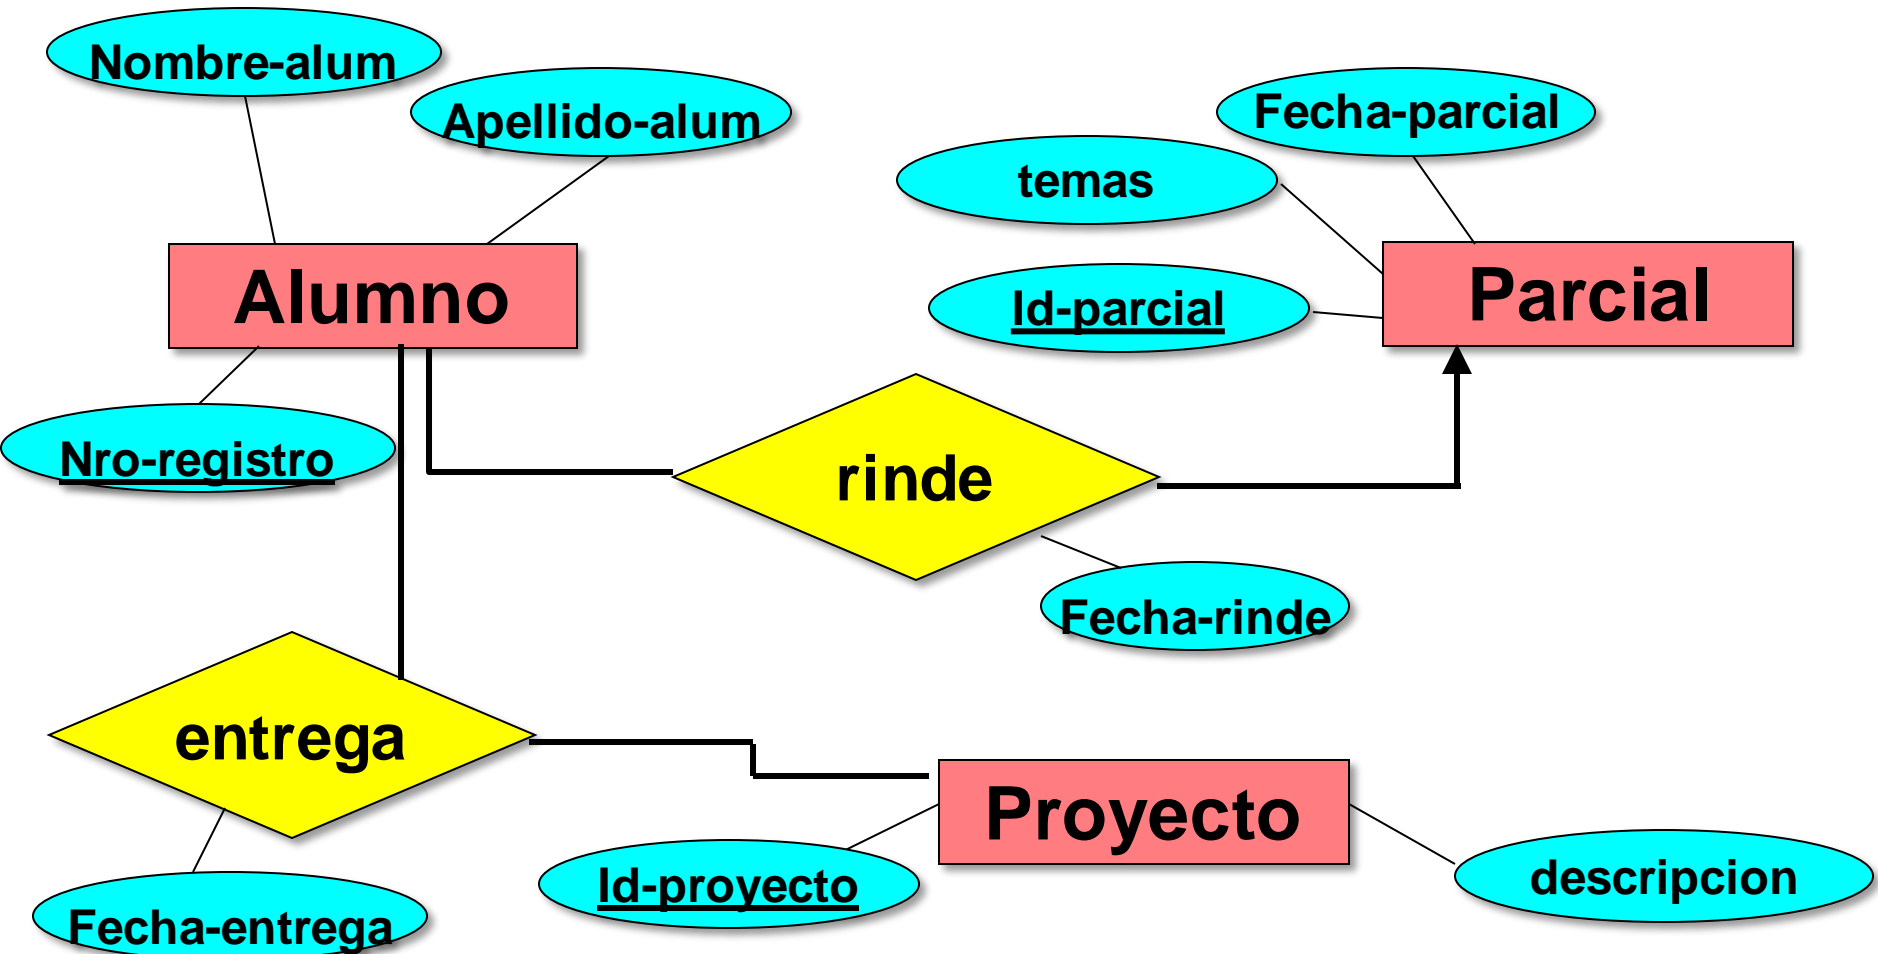 Nombre-alum
Apellido-alum
Fecha-parcial
temas
Alumno
Id-parcial
Parcial
Nro-registro
rinde
Fecha-rinde
entrega
Proyecto
Id-proyecto
descripcion
Fecha-entrega